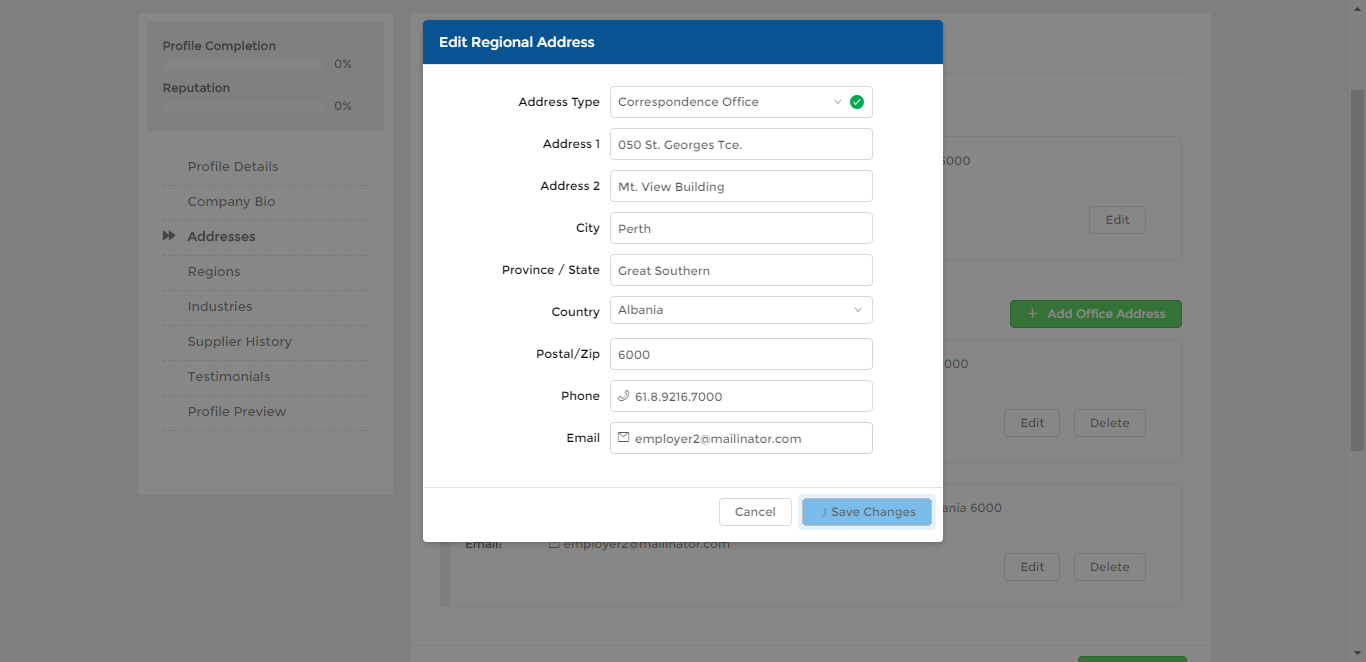 Profile Completion
0%
Reputation
0%
Profile Details
Company Bio
Addresses
Regions
Industries
Supplier History
Testimonials
Profile Preview
Edit Regional Address
Address Type Correspondence Office
Address 1 050 St. Georges Tce.
Address 2 Mt. View Building
City Perth
Province / State Great Southern
Country Albania
Postal/Zip 6000
Phone 61.8.9216.7000
Email employer2@mailinator.com
Cancel Save Changes
6000
Edit
+ Add Office Address
000
Edit Delete
ania 6000
Email: employer2@mailinator.com
Edit Delete